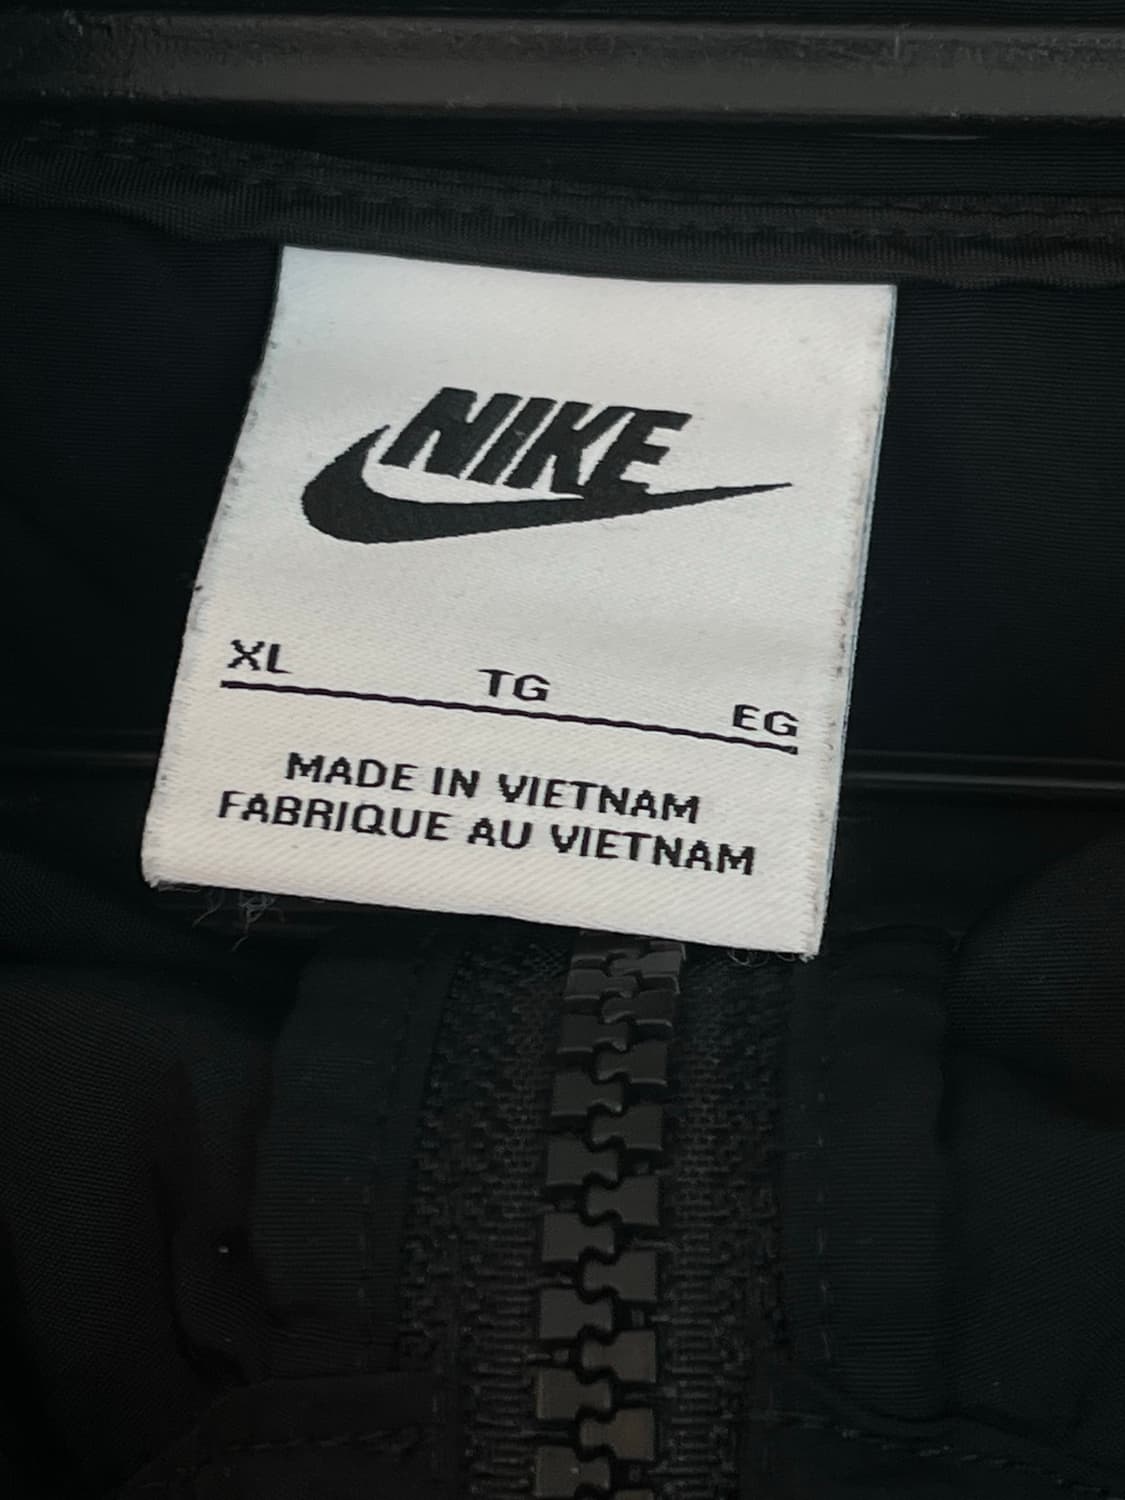 NIKE
XL TG EG
MADE IN VIETNAM
FABRIQUE AU VIETNAM